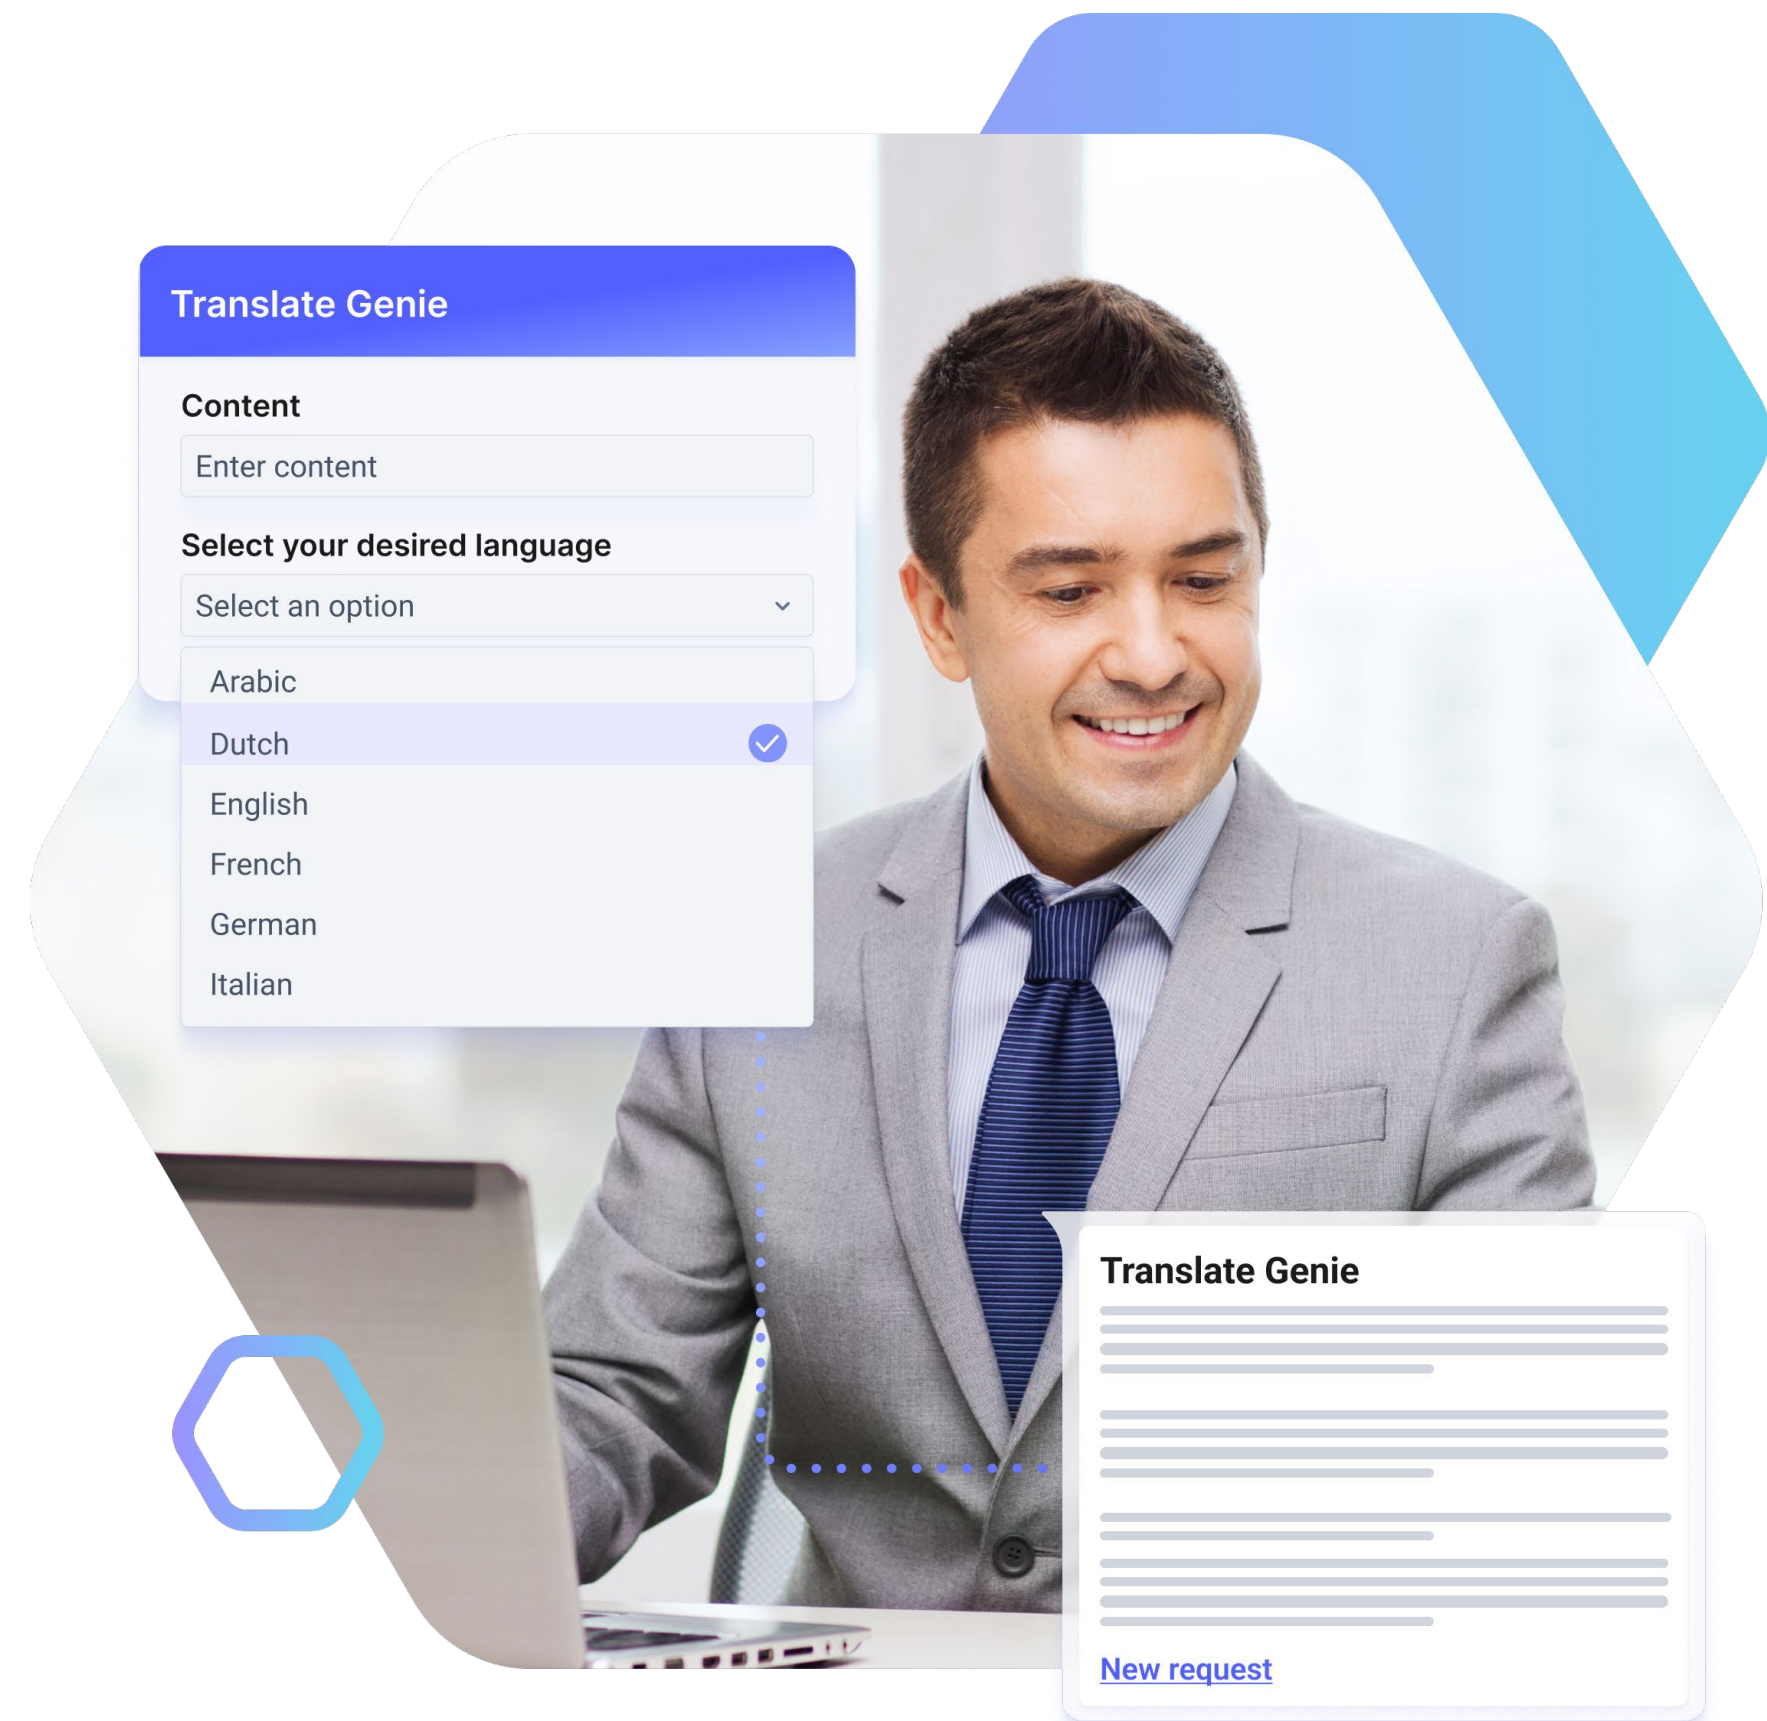 Translate Genie
Content
Enter content
Select your desired language
Select an option
Arabic
Dutch
English
French
German
Italian
Translate Genie
New request